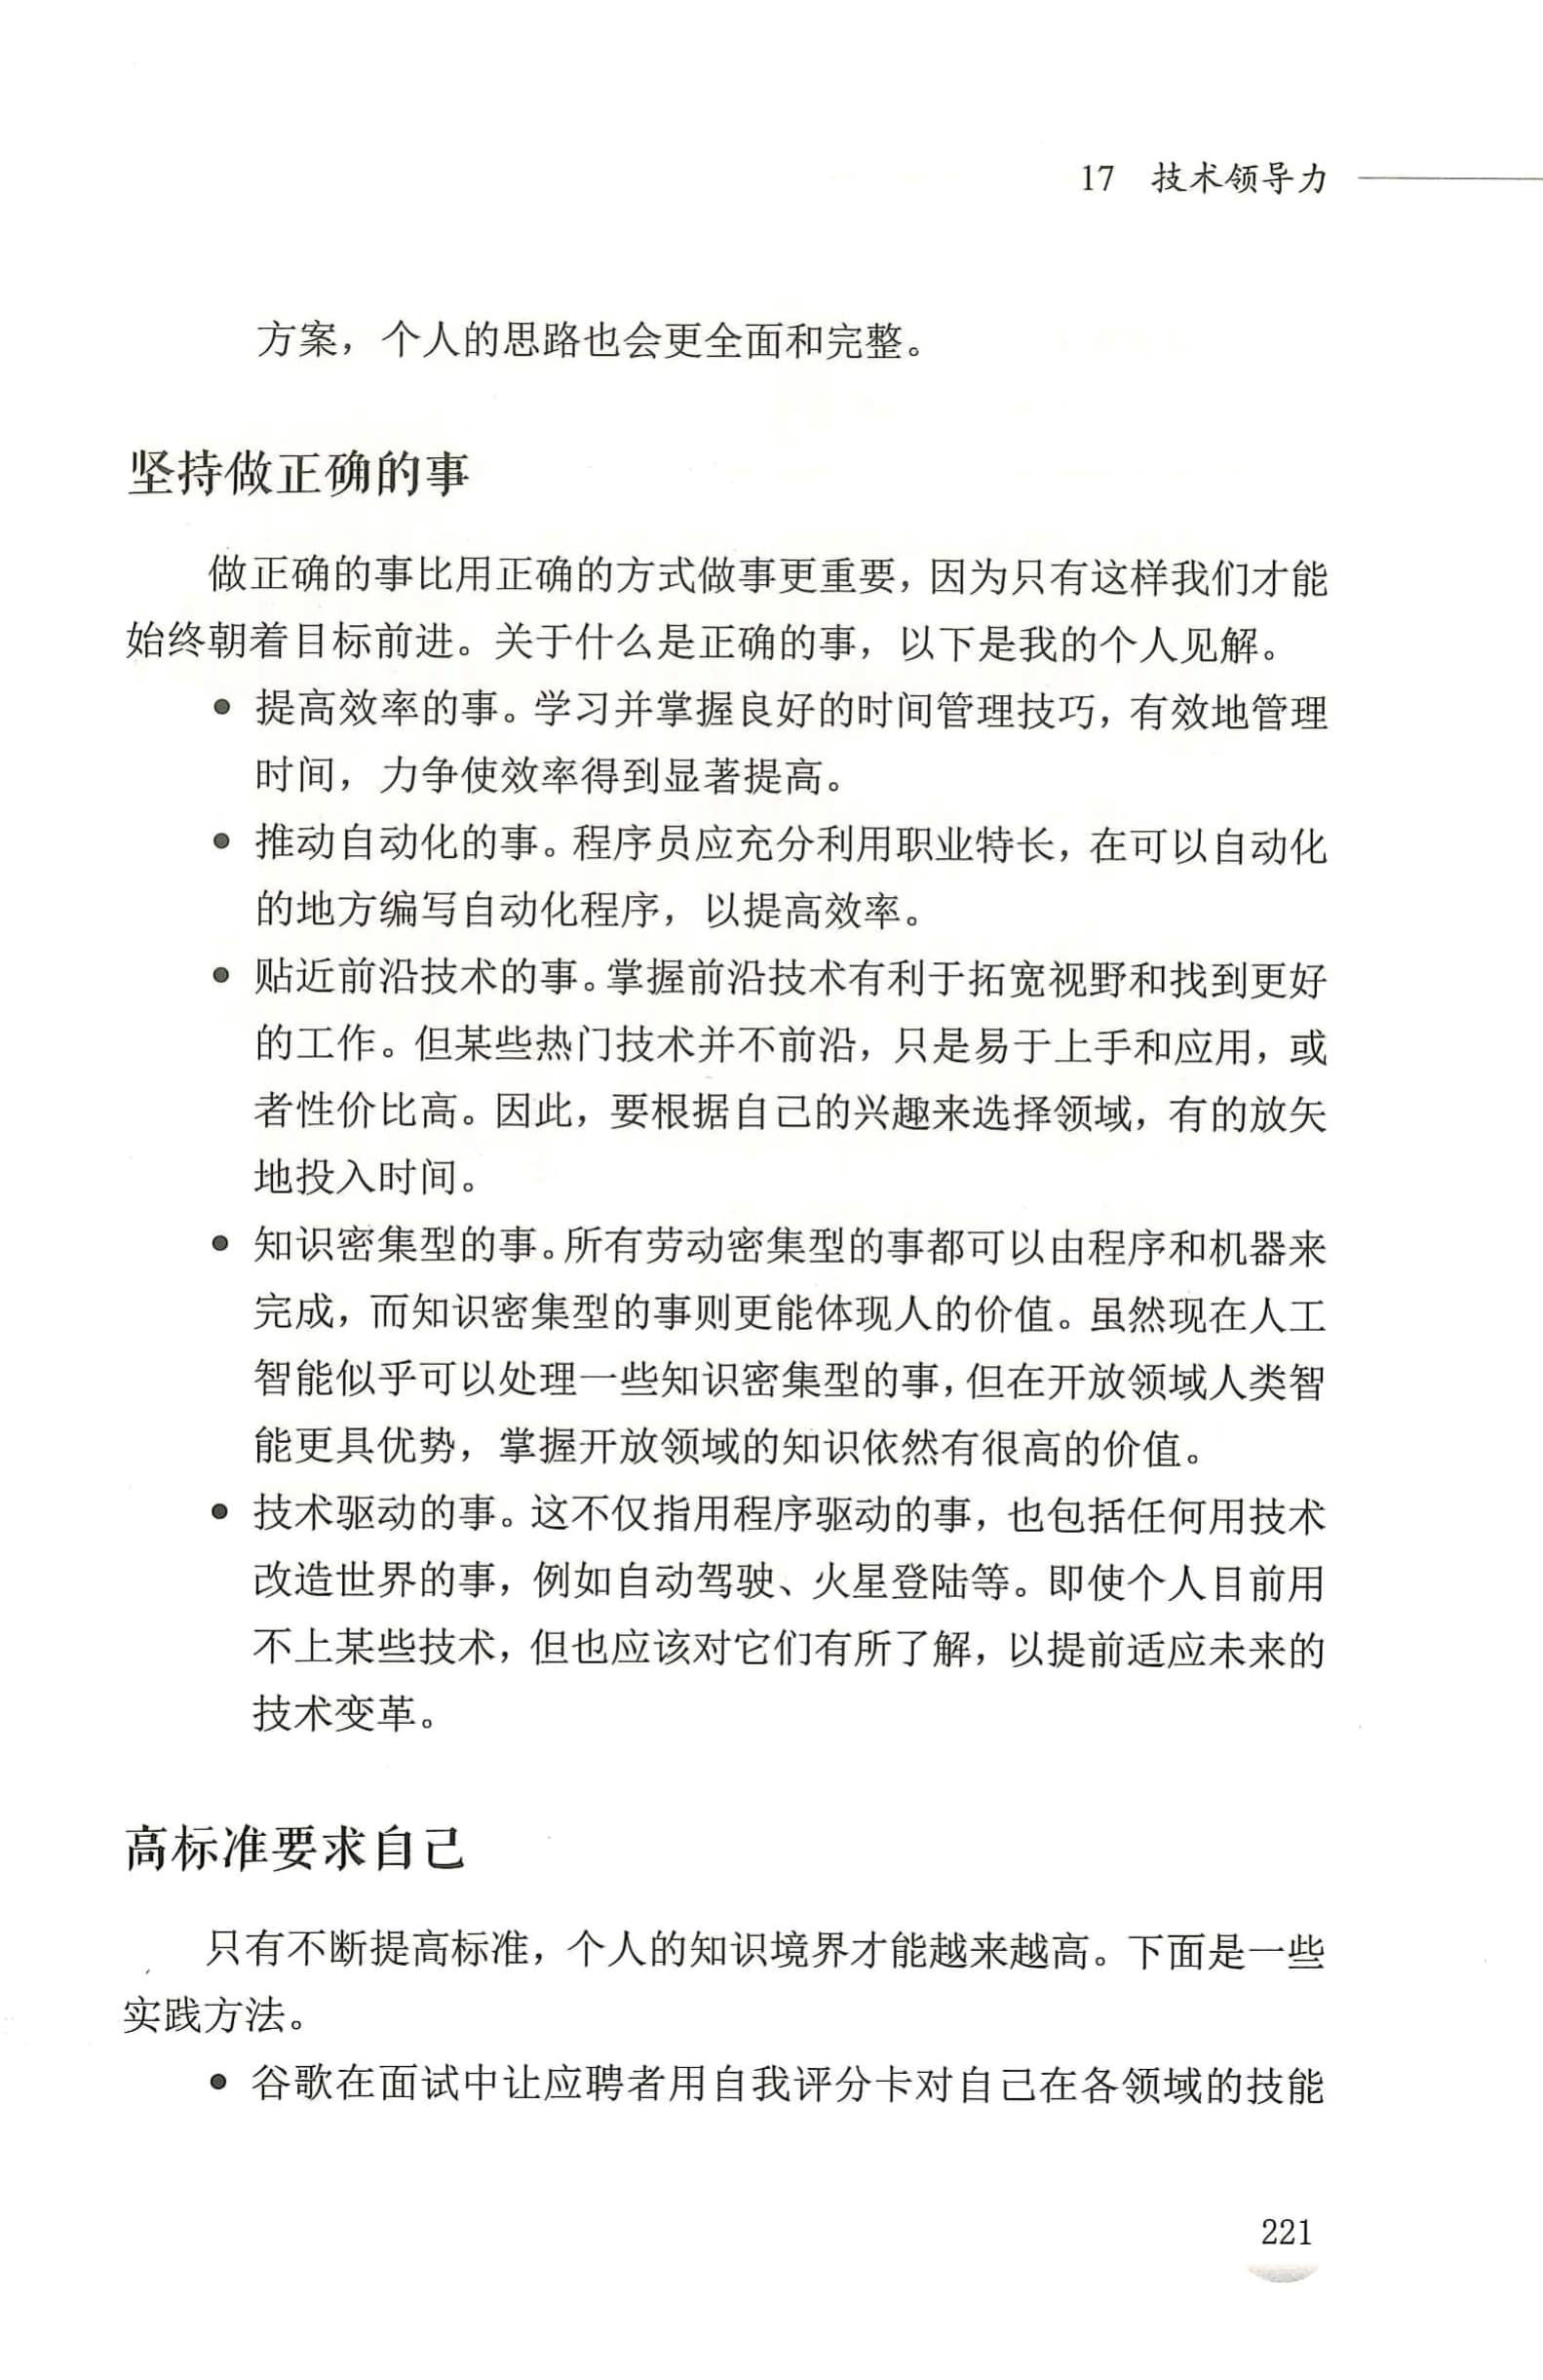 17 技术领导力
方案，个人的思路也会更全面和完整。
坚持做正确的事
做正确的事比用正确的方式做事更重要，因为只有这样我们才能
始终朝着目标前进。关于什么是正确的事，以下是我的个人见解。
● 提高效率的事。学习并掌握良好的时间管理技巧，有效地管理
时间，力争使效率得到显著提高。
● 推动自动化的事。程序员应充分利用职业特长，在可以自动化
的地方编写自动化程序，以提高效率。
● 贴近前沿技术的事。掌握前沿技术有利于拓宽视野和找到更好
的工作。但某些热门技术并不前沿，只是易于上手和应用，或
者性价比高。因此，要根据自己的兴趣来选择领域，有的放矢
地投入时间。
● 知识密集型的事。所有劳动密集型的事都可以由程序和机器来
完成，而知识密集型的事则更能体现人的价值。虽然现在人工
智能似乎可以处理一些知识密集型的事，但在开放领域人类智
能更具优势，掌握开放领域的知识依然有很高的价值。
● 技术驱动的事。这不仅指用程序驱动的事，也包括任何用技术
改造世界的事，例如自动驾驶、火星登陆等。即使个人目前用
不上某些技术，但也应该对它们有所了解，以提前适应未来的
技术变革。
高标准要求自己
只有不断提高标准，个人的知识境界才能越来越高。下面是一些
实践方法。
● 谷歌在面试中让应聘者用自我评分卡对自己在各领域的技能
221